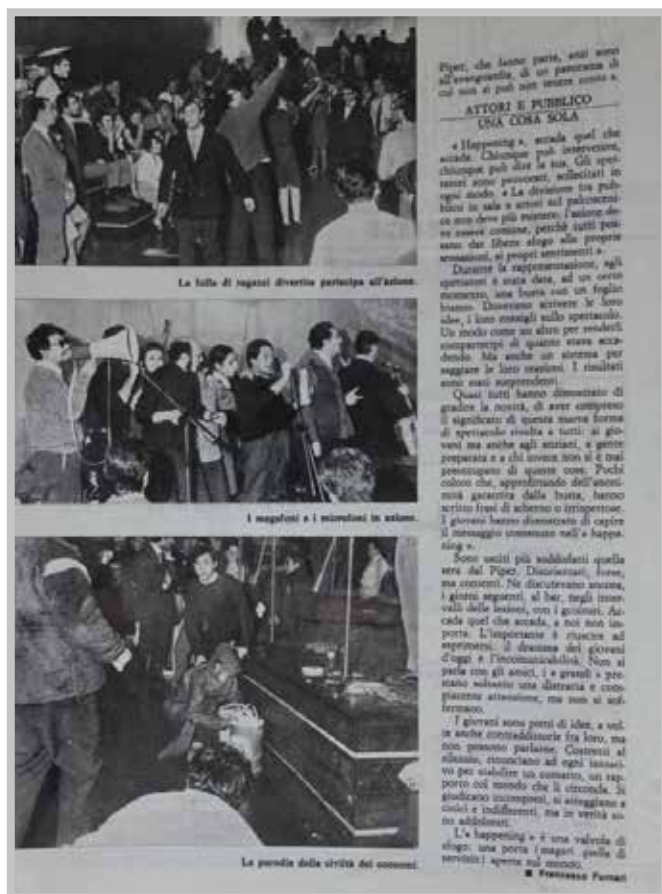 La folla di ragazzi divertita partecipa all'azione.
I megafoni e i microfoni in azione.
La parodia della civiltà dei consumi.
Piper, che fanno parte, anzi sono
all'avanguardia, di un panorama di
cui non si può non tenere conto ».
ATTORI E PUBBLICO
UNA COSA SOLA
« Happening », accada quel che
accada. Chiunque può intervenire,
chiunque può dire la sua. Gli spet-
tatori sono provocati, sollecitati in
ogni modo. « La divisione tra pub-
blico in sala e attori sul palcosceni-
co non deve più esistere; l'azione de-
ve essere comune, perchè tutti pos-
sano dar libero sfogo alle proprie
sensazioni, ai propri sentimenti ».
Durante la rappresentazione, agli
spettatori è stata data, ad un certo
momento, una busta con un foglio
bianco. Dovevano scrivere le loro
idee, i loro consigli sullo spettacolo.
Un modo come un altro per renderli
compartecipi di quanto stava acca-
dendo. Ma anche un sistema per
saggiare le loro reazioni. I risultati
sono stati sorprendenti.
Quasi tutti hanno dimostrato di
gradire la novità, di aver compreso
il significato di questa nuova forma
di spettacolo rivolta a tutti: ai gio-
vani ma anche agli anziani, a gente
preparata e a chi invece non si è mai
preoccupato di queste cose. Pochi
coloro che, approfittando dell'anoni-
mità garantita dalla busta, hanno
scritto frasi di scherno o irrispettose.
I giovani hanno dimostrato di capire
il messaggio contenuto nell'« happe-
ning ».
Sono usciti più soddisfatti quella
sera dal Piper. Disorientati, forse,
ma contenti. Ne discutevano ancora,
i giorni seguenti, al bar, negli inter-
valli delle lezioni, con i genitori. Ac-
cada quel che accada, a noi non im-
porta. L'importante è riuscire ad
esprimersi: il dramma dei giovani
d'oggi è l'incomunicabilità. Non si
parla con gli amici, i « grandi » pre-
stano soltanto una distratta e com-
piacente attenzione, ma non si sof-
fermano.
I giovani sono pieni di idee, a vol-
te anche contraddittorie fra loro, ma
non possono parlarne. Costretti al
silenzio, rinunciano ad ogni tentati-
vo per stabilire un contatto, un rap-
porto col mondo che li circonda. Si
giudicano incompresi, si atteggiano a
cinici e indifferenti, ma in verità so-
no addolorati.
L'« happening » è una valvola di
sfogo: una porta (magari quella di
servizio) aperta sul mondo.
■ Francesco Fornari